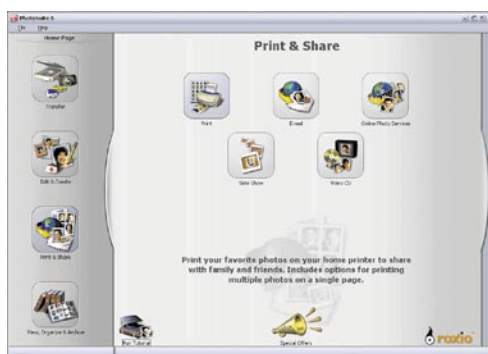 PhotoSuite 5
File Help
Home Page
Print & Share
Transfer
Print
Email
Online Photo Services
Edit & Create
Slide Show
Video CD
Print & Share
Print your favorite photos on your home printer to share
with family and friends. Includes options for printing
multiple photos on a single page.
View, Organize & Archive
Run Tutorial
Special Offers
roxio